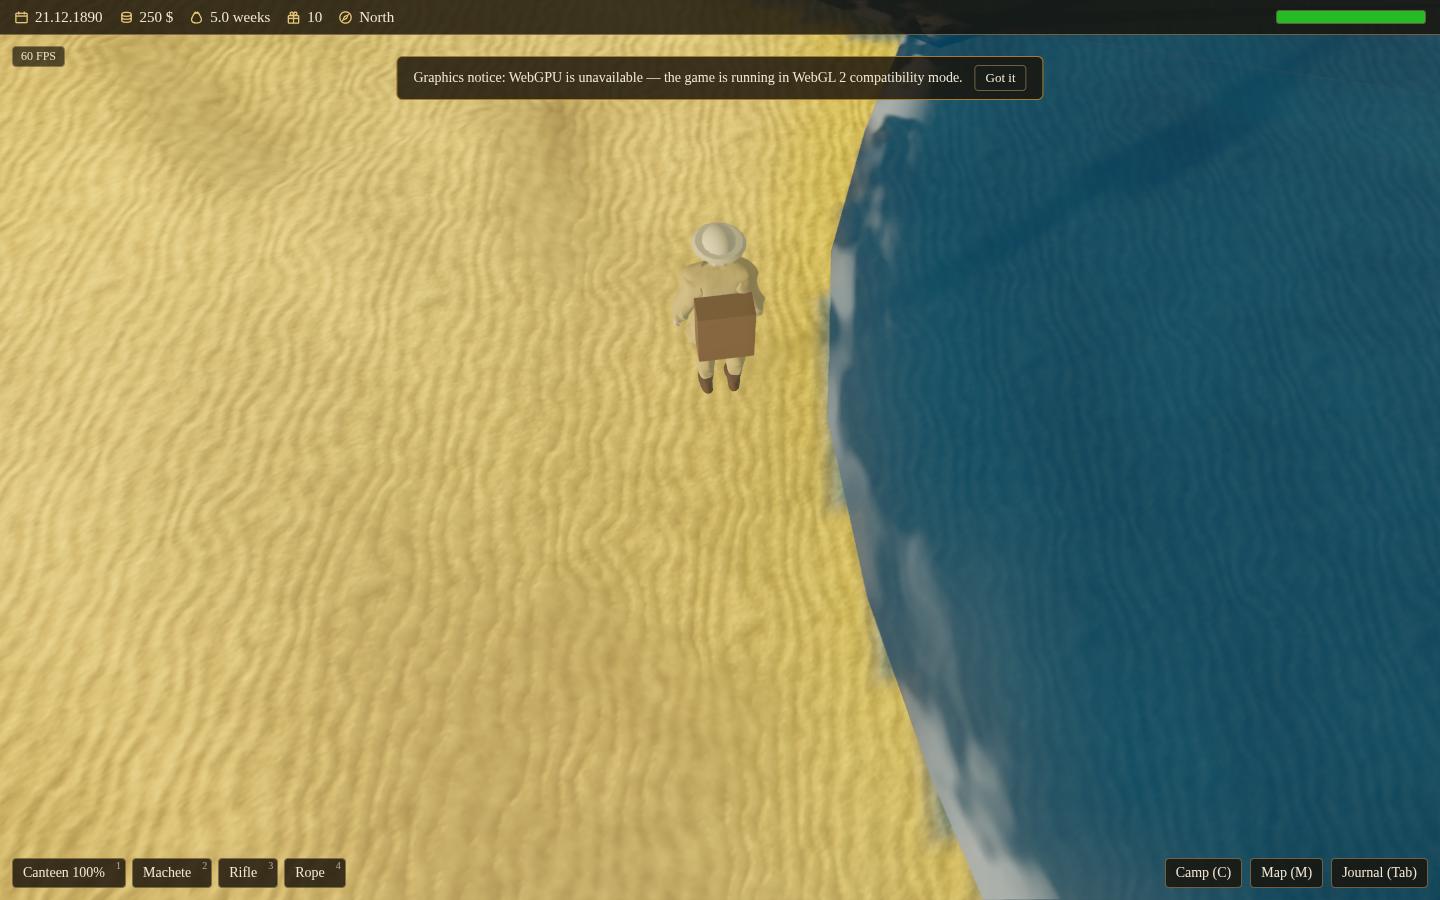 21.12.1890 250 $ 5.0 weeks 10 North
60 FPS
Graphics notice: WebGPU is unavailable — the game is running in WebGL 2 compatibility mode. Got it
Canteen 100% 1 Machete 2 Rifle 3 Rope 4 Camp (C) Map (M) Journal (Tab)